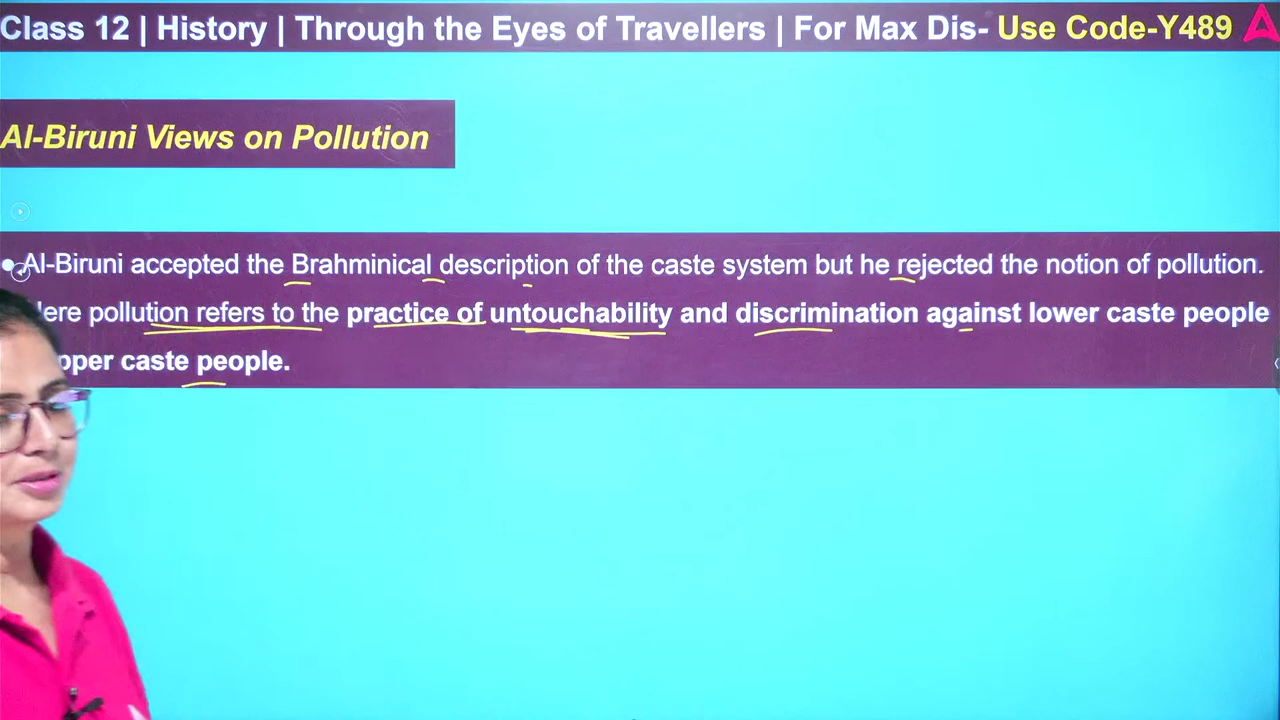 Class 12 | History | Through the Eyes of Travellers | For Max Dis- Use Code-Y489
Al-Biruni Views on Pollution
• Al-Biruni accepted the Brahminical description of the caste system but he rejected the notion of pollution.
pollution refers to the practice of untouchability and discrimination against lower caste people
caste people.